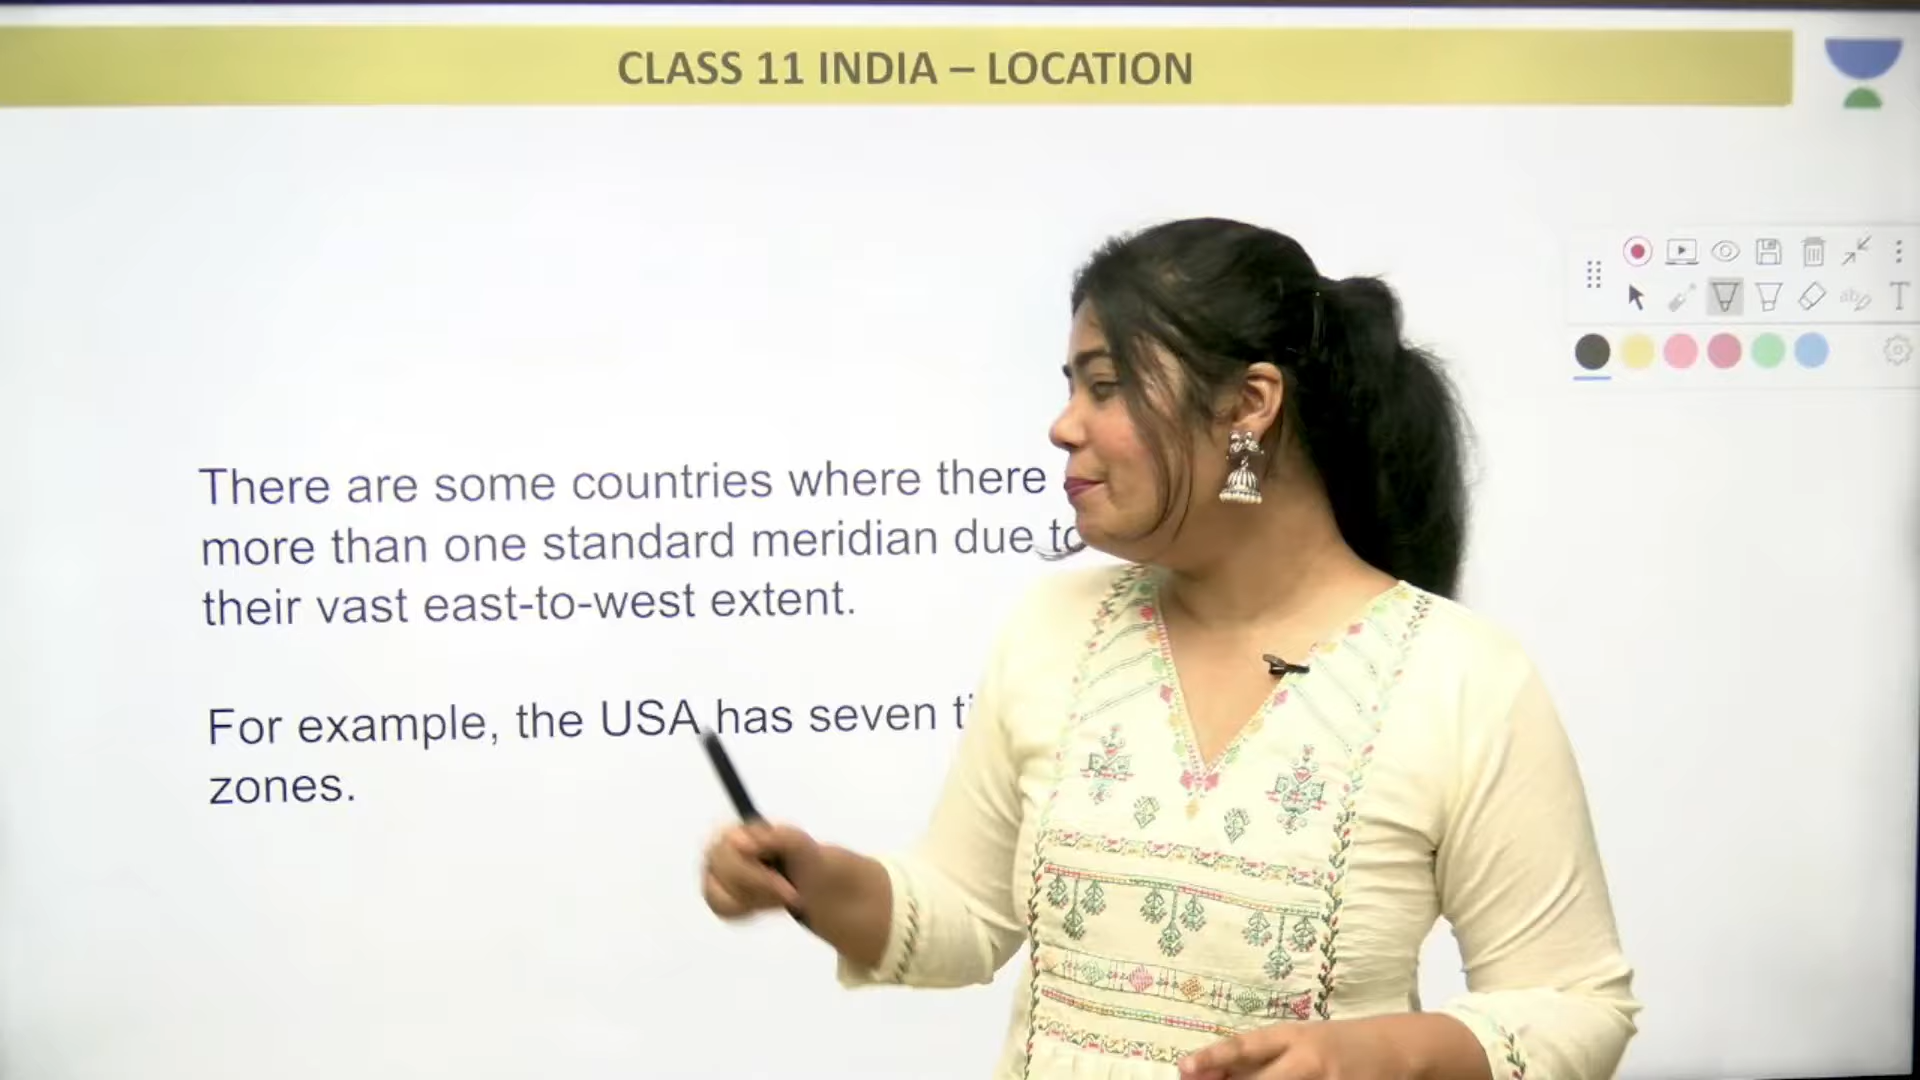 CLASS 11 INDIA – LOCATION
There are some countries where there
more than one standard meridian due to
their vast east-to-west extent.
For example, the USA has seven
zones.